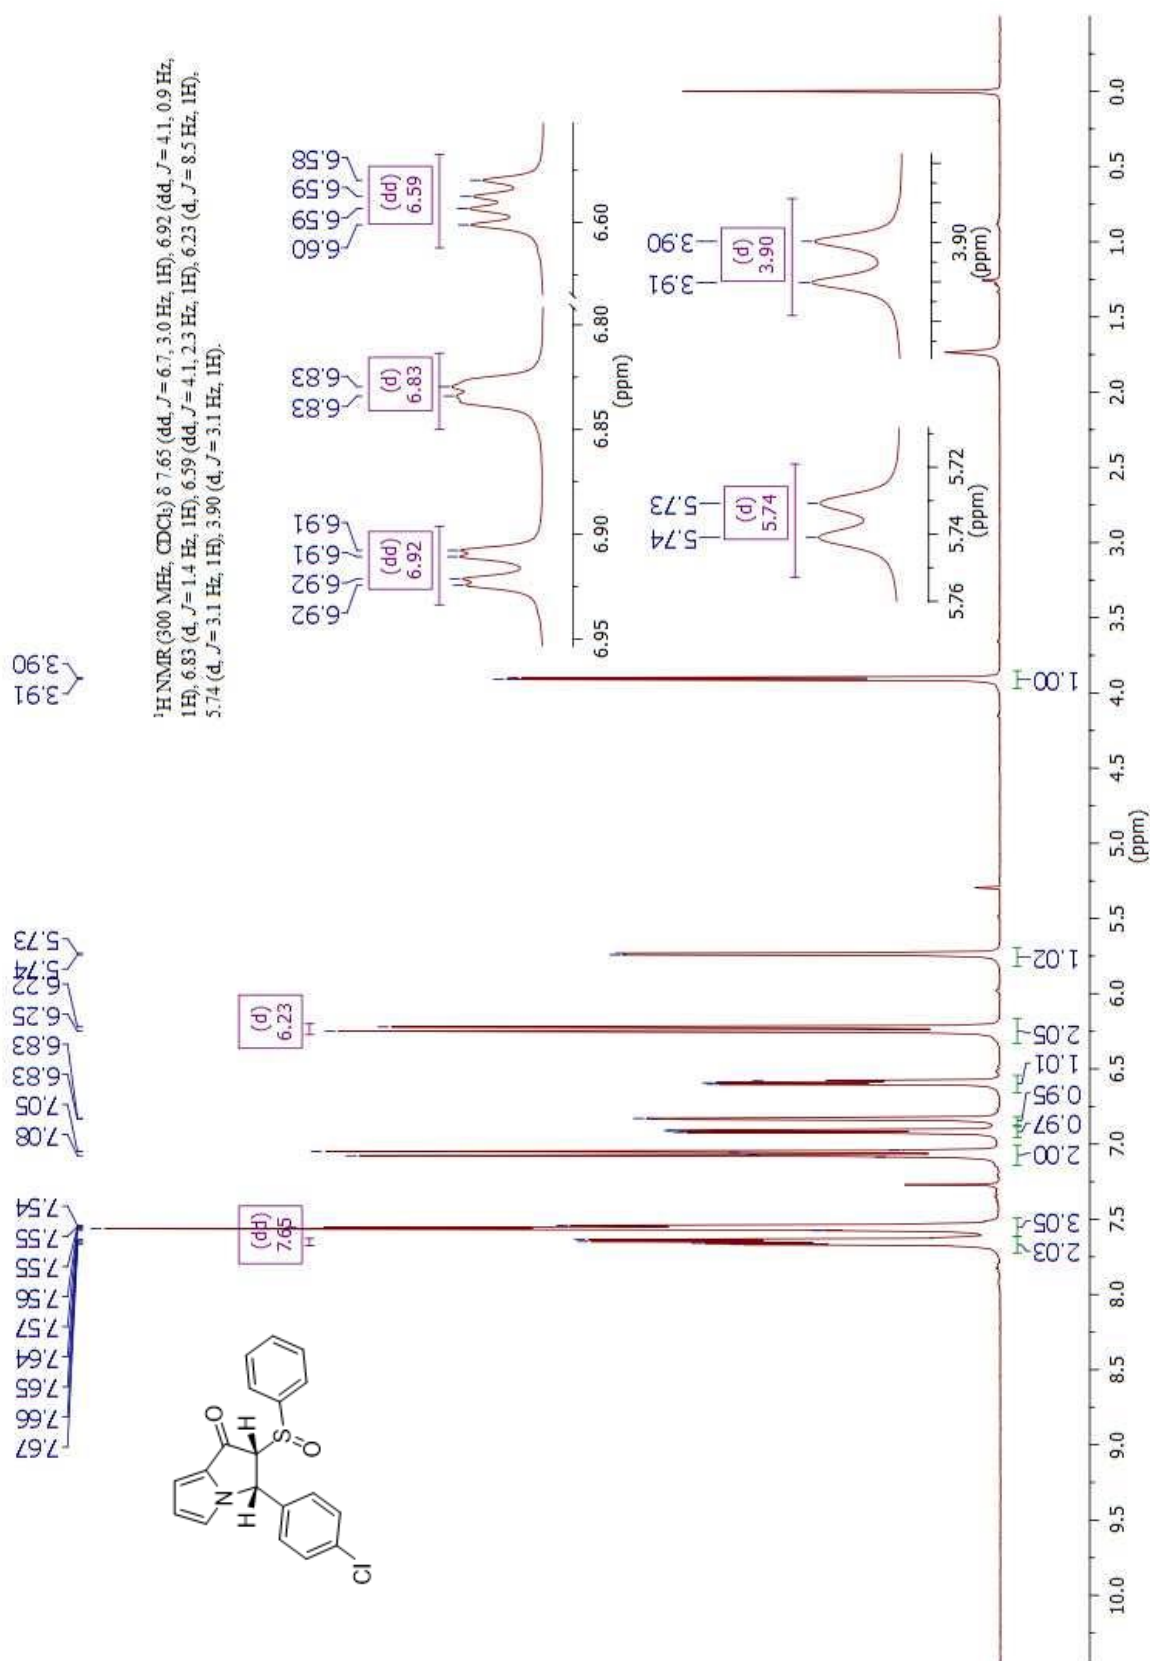 ¹H NMR (300 MHz, CDCl₃) δ 7.65 (dd, J = 6.7, 3.0 Hz, 1H), 6.92 (dd, J = 4.1, 0.9 Hz,
1H), 6.83 (d, J = 1.4 Hz, 1H), 6.59 (dd, J = 4.1, 2.3 Hz, 1H), 6.23 (d, J = 8.5 Hz, 1H),
5.74 (d, J = 3.1 Hz, 1H), 3.90 (d, J = 3.1 Hz, 1H).
7.67
7.66
7.65
7.64
7.57
7.56
7.55
7.55
7.54
7.08
7.05
6.83
6.83
6.25
6.22
5.74
5.73
3.91
3.90
O
H
S
O
N
H
Cl
(dd)
7.65
(d)
6.23
6.92
6.92
6.91
6.91
(dd)
6.92
6.83
6.83
(d)
6.83
6.60
6.59
6.59
6.58
(dd)
6.59
6.95 6.90 6.85 6.80 6.60
(ppm)
5.74
5.73
(d)
5.74
5.76 5.74 5.72
(ppm)
3.91
3.90
(d)
3.90
3.90
(ppm)
2.03
3.05
2.00
0.97
0.95
1.01
2.05
1.02
1.00
10.0 9.5 9.0 8.5 8.0 7.5 7.0 6.5 6.0 5.5 5.0 4.5 4.0 3.5 3.0 2.5 2.0 1.5 1.0 0.5 0.0
(ppm)